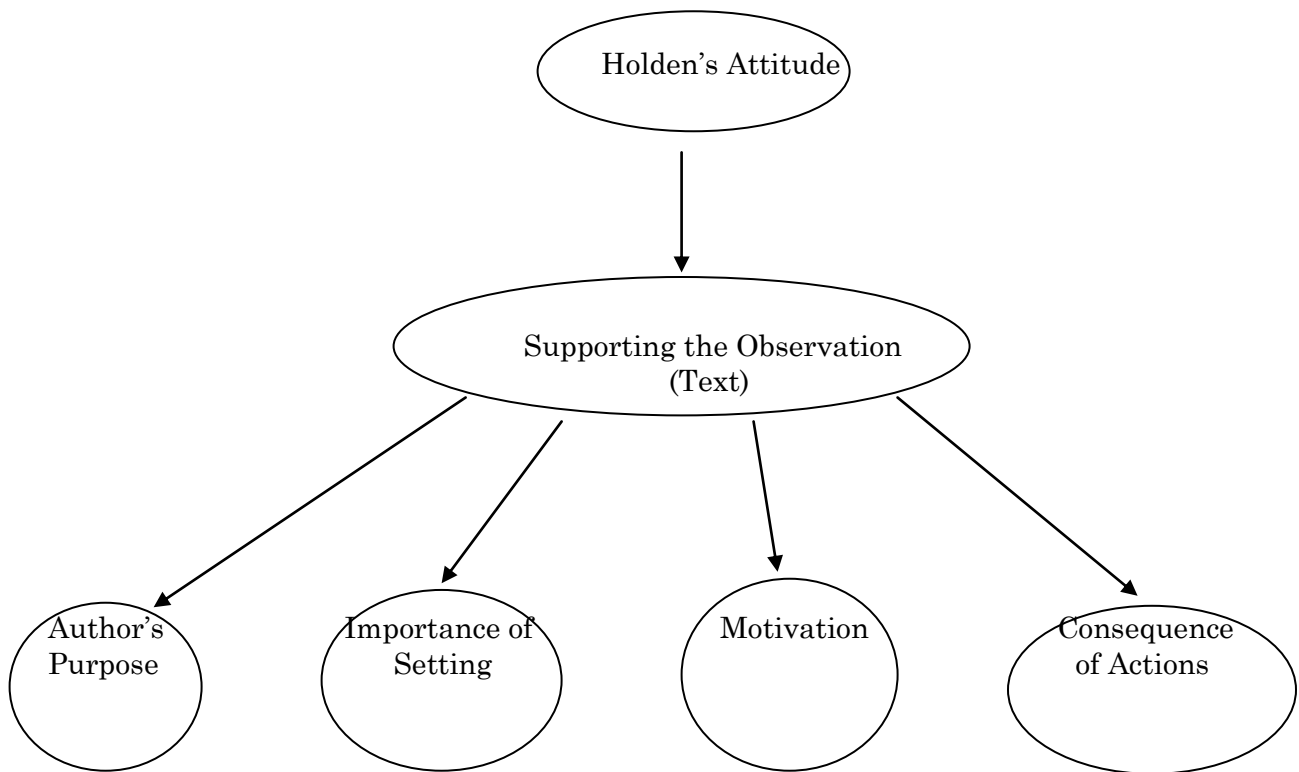 Holden’s Attitude
Supporting the Observation
(Text)
Author’s
Purpose
Importance of
Setting
Motivation
Consequence
of Actions